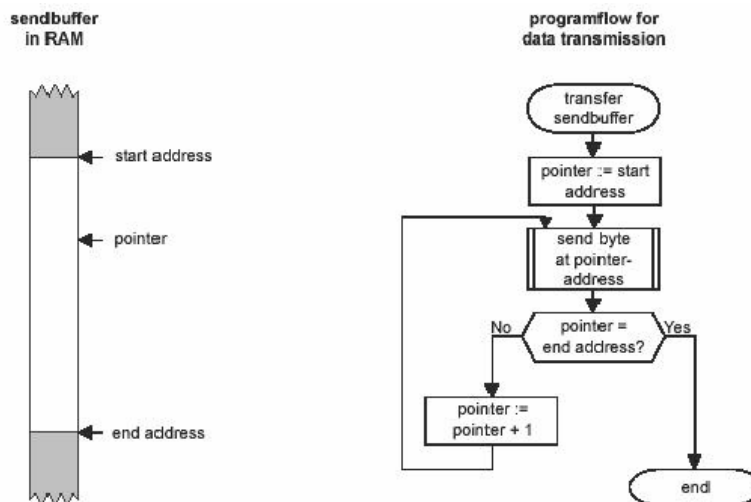 sendbuffer
in RAM
start address
pointer
end address
programflow for
data transmission
transfer
sendbuffer
pointer := start
address
send byte
at pointer-
address
No
pointer =
end address?
Yes
pointer :=
pointer + 1
end